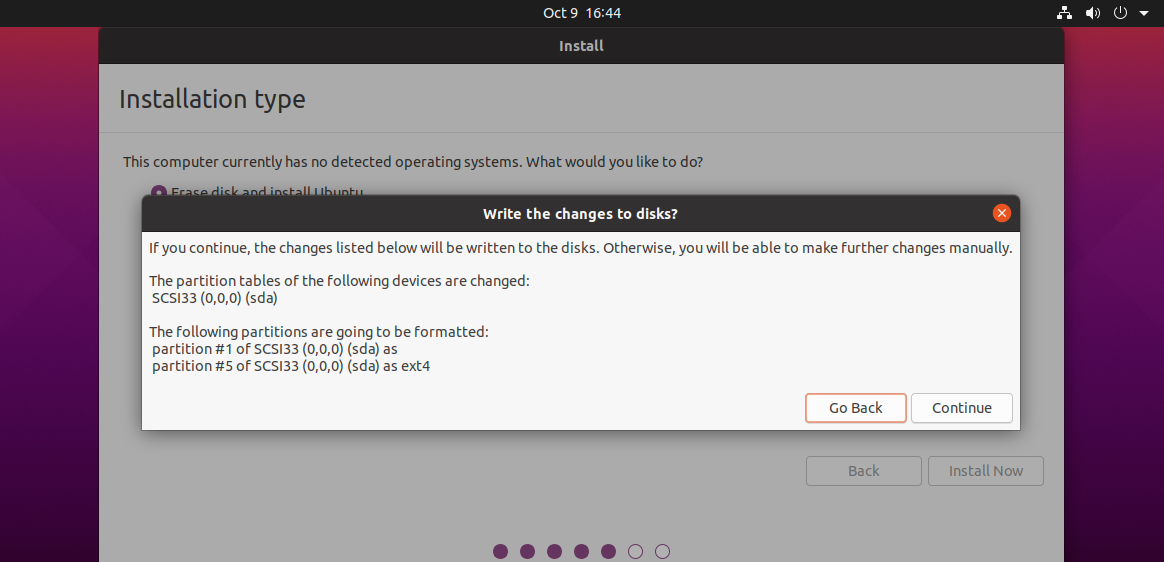 Oct 9 16:44
Install
Installation type
This computer currently has no detected operating systems. What would you like to do?
Erase disk and install Ubuntu
Write the changes to disks?
If you continue, the changes listed below will be written to the disks. Otherwise, you will be able to make further changes manually.
The partition tables of the following devices are changed:
SCSI33 (0,0,0) (sda)
The following partitions are going to be formatted:
partition #1 of SCSI33 (0,0,0) (sda) as
partition #5 of SCSI33 (0,0,0) (sda) as ext4
Go Back Continue
Back Install Now